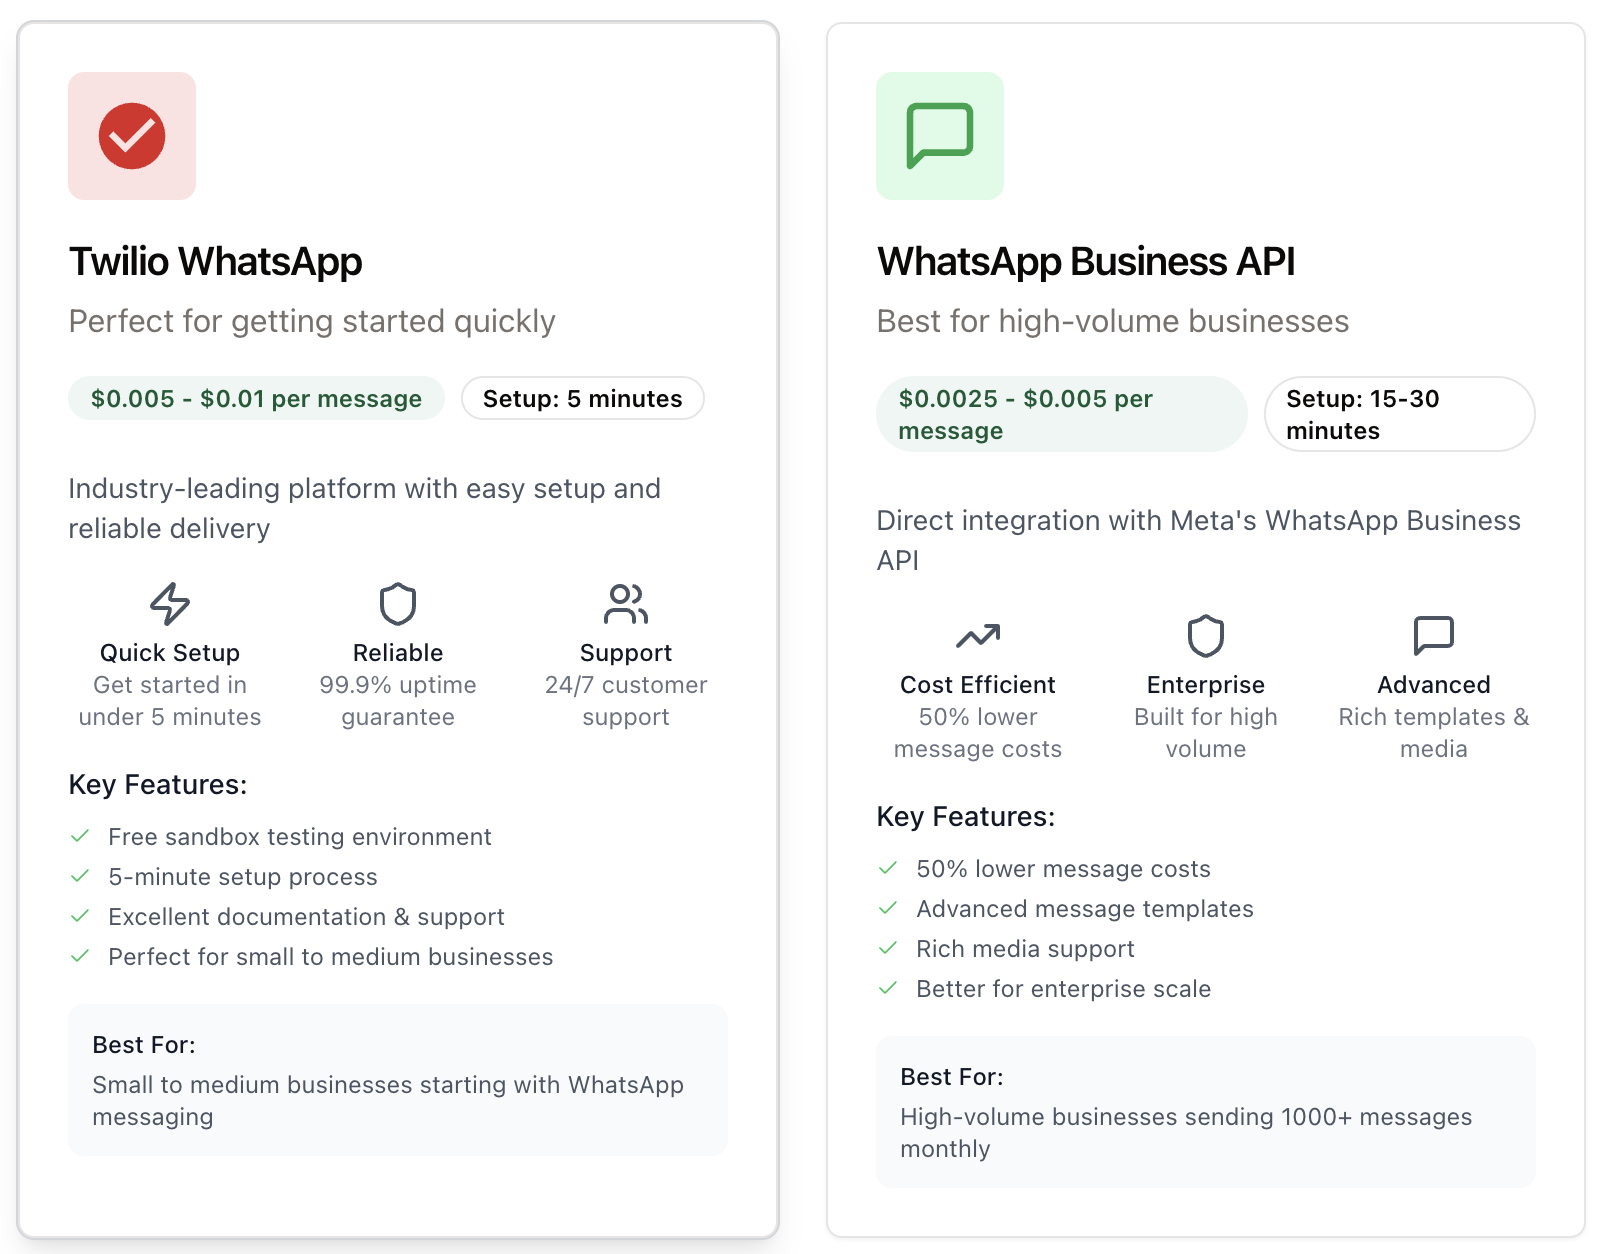 Twilio WhatsApp
Perfect for getting started quickly
$0.005 - $0.01 per message
Setup: 5 minutes
Industry-leading platform with easy setup and
reliable delivery
Quick Setup
Get started in
under 5 minutes
Reliable
99.9% uptime
guarantee
Support
24/7 customer
support
Key Features:
Free sandbox testing environment
5-minute setup process
Excellent documentation & support
Perfect for small to medium businesses
Best For:
Small to medium businesses starting with WhatsApp
messaging
WhatsApp Business API
Best for high-volume businesses
$0.0025 - $0.005 per
message
Setup: 15-30
minutes
Direct integration with Meta's WhatsApp Business
API
Cost Efficient
50% lower
message costs
Enterprise
Built for high
volume
Advanced
Rich templates &
media
Key Features:
50% lower message costs
Advanced message templates
Rich media support
Better for enterprise scale
Best For:
High-volume businesses sending 1000+ messages
monthly